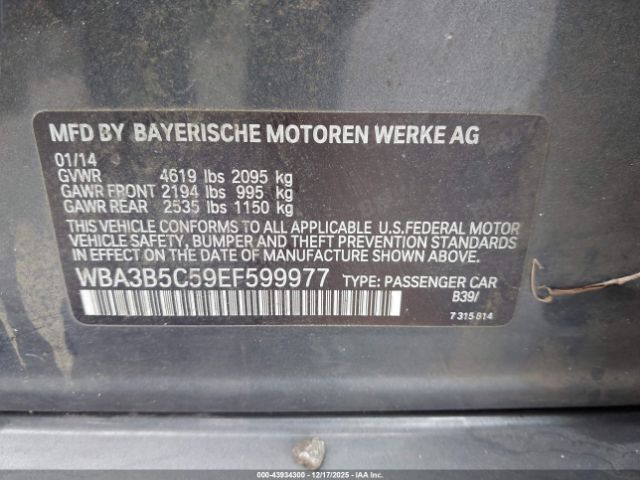 MFD BY BAYERISCHE MOTOREN WERKE AG
01/14
GVWR 4619 lbs 2095 kg
GAWR FRONT 2194 lbs 995 kg
GAWR REAR 2535 lbs 1150 kg
THIS VEHICLE CONFORMS TO ALL APPLICABLE U.S.FEDERAL MOTOR
VEHICLE SAFETY, BUMPER AND THEFT PREVENTION STANDARDS
IN EFFECT ON THE DATE OF MANUFACTURE SHOWN ABOVE.
WBA3B5C59EF599977 TYPE: PASSENGER CAR
B39/
7 315 814
000-43934300 - 12/17/2025 - IAAI.COM